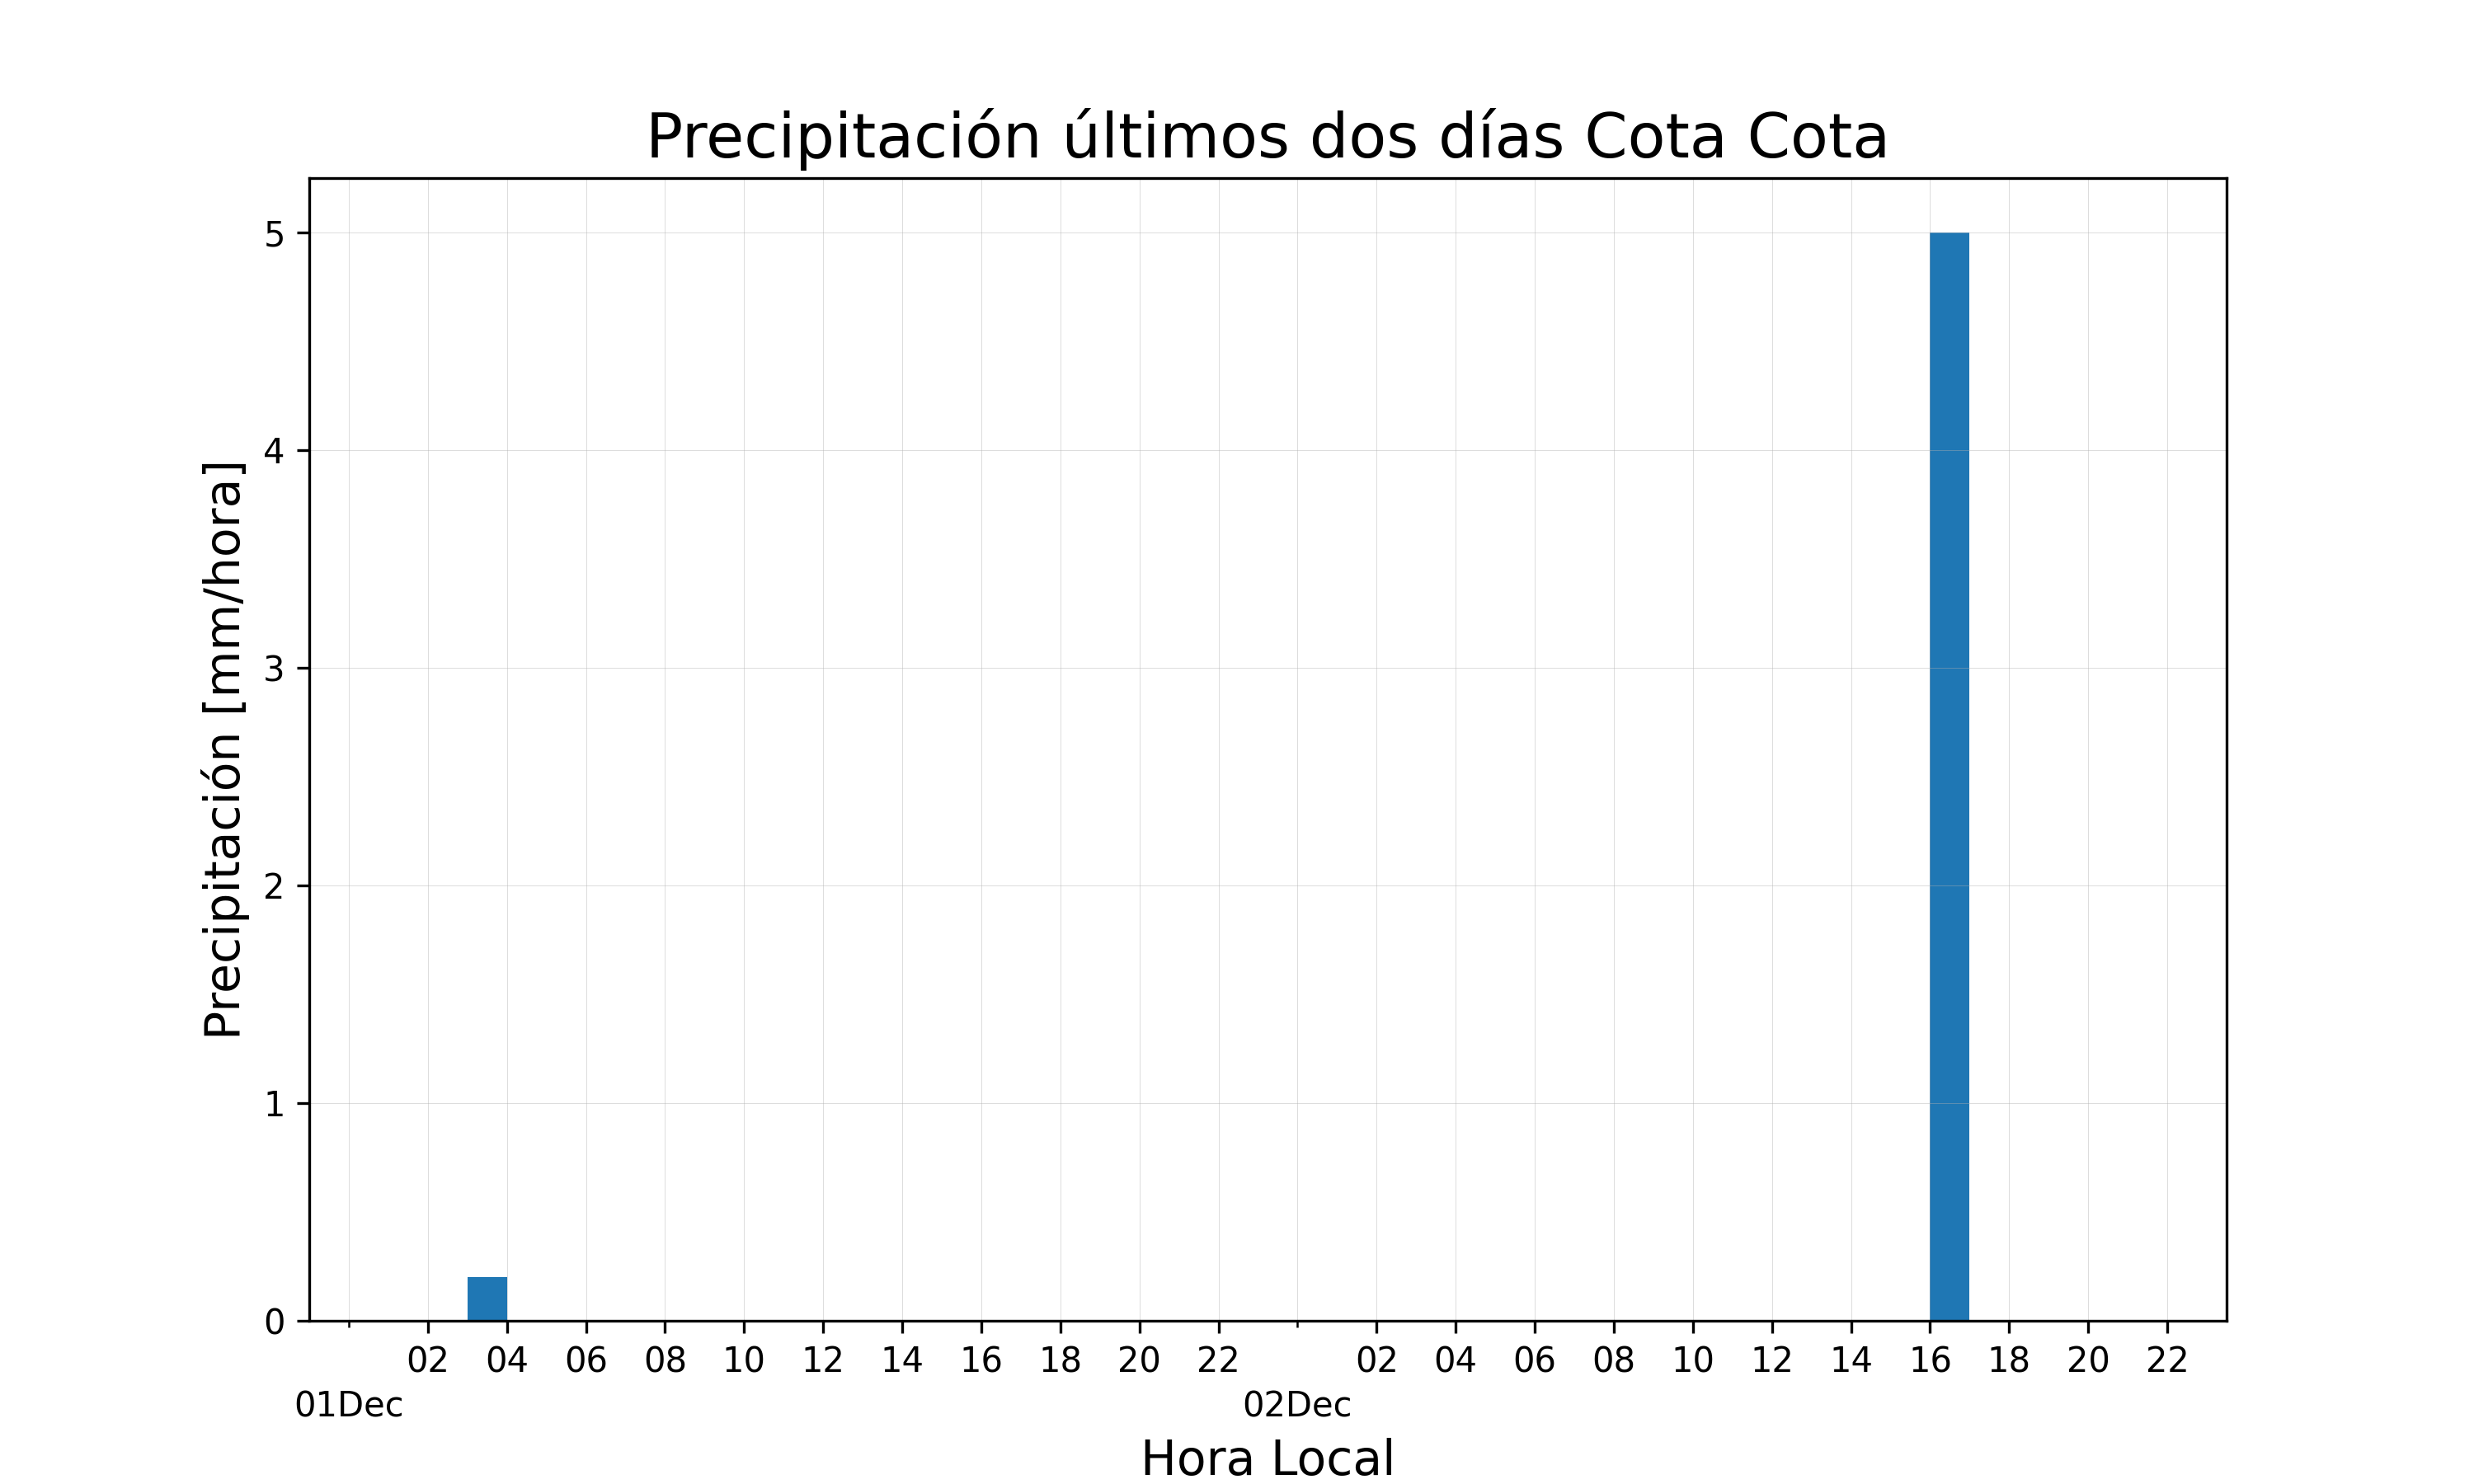 Precipitación últimos dos días Cota Cota
Precipitación [mm/hora]
5
4
3
2
1
0
02 04 06 08 10 12 14 16 18 20 22 02 04 06 08 10 12 14 16 18 20 22
01Dec 02Dec
Hora Local